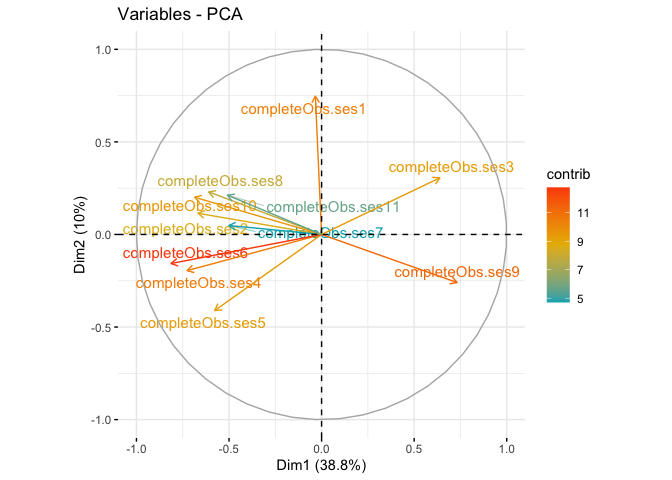 Variables - PCA
1.0
completeObs.ses1
0.5
completeObs.ses3
completeObs.ses8
completeObs.ses10
completeObs.ses11
completeObs.ses2
completeObs.ses7
0.0
completeObs.ses6
completeObs.ses9
completeObs.ses4
completeObs.ses5
-0.5
-1.0
Dim2 (10%)
-1.0 -0.5 0.0 0.5 1.0
Dim1 (38.8%)
contrib
11
9
7
5